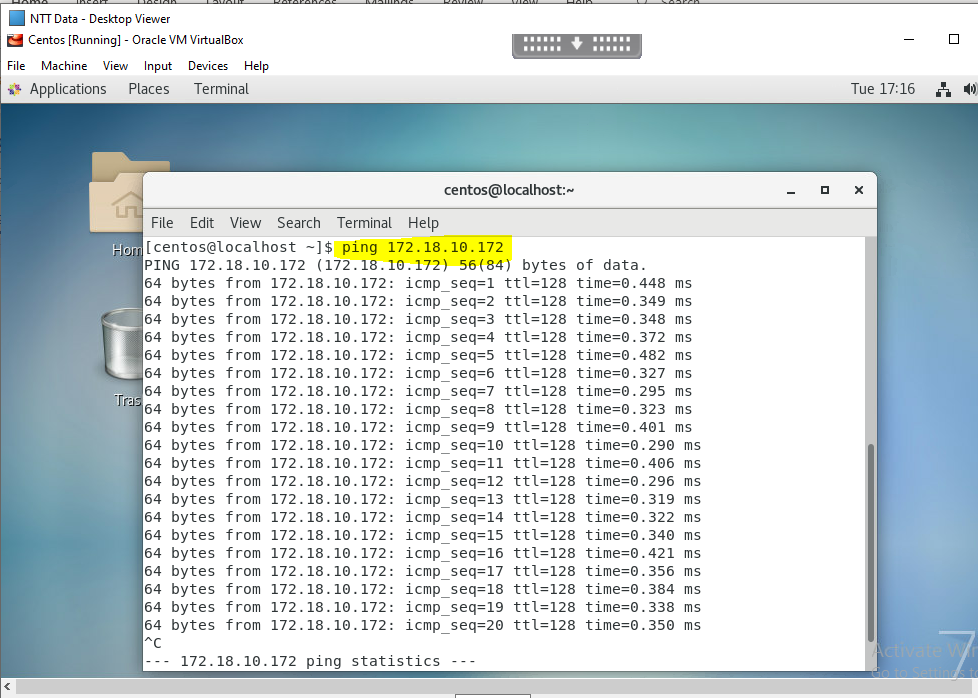 Home Insert Design Layout References Mailings Review View Help Search
NTT Data - Desktop Viewer
Centos [Running] - Oracle VM VirtualBox
File Machine View Input Devices Help
Applications Places Terminal
Tue 17:16
centos@localhost:~
File Edit View Search Terminal Help
Hom
Tras
[centos@localhost ~]$ ping 172.18.10.172
PING 172.18.10.172 (172.18.10.172) 56(84) bytes of data.
64 bytes from 172.18.10.172: icmp_seq=1 ttl=128 time=0.448 ms
64 bytes from 172.18.10.172: icmp_seq=2 ttl=128 time=0.349 ms
64 bytes from 172.18.10.172: icmp_seq=3 ttl=128 time=0.348 ms
64 bytes from 172.18.10.172: icmp_seq=4 ttl=128 time=0.372 ms
64 bytes from 172.18.10.172: icmp_seq=5 ttl=128 time=0.482 ms
64 bytes from 172.18.10.172: icmp_seq=6 ttl=128 time=0.327 ms
64 bytes from 172.18.10.172: icmp_seq=7 ttl=128 time=0.295 ms
64 bytes from 172.18.10.172: icmp_seq=8 ttl=128 time=0.323 ms
64 bytes from 172.18.10.172: icmp_seq=9 ttl=128 time=0.401 ms
64 bytes from 172.18.10.172: icmp_seq=10 ttl=128 time=0.290 ms
64 bytes from 172.18.10.172: icmp_seq=11 ttl=128 time=0.406 ms
64 bytes from 172.18.10.172: icmp_seq=12 ttl=128 time=0.296 ms
64 bytes from 172.18.10.172: icmp_seq=13 ttl=128 time=0.319 ms
64 bytes from 172.18.10.172: icmp_seq=14 ttl=128 time=0.322 ms
64 bytes from 172.18.10.172: icmp_seq=15 ttl=128 time=0.340 ms
64 bytes from 172.18.10.172: icmp_seq=16 ttl=128 time=0.421 ms
64 bytes from 172.18.10.172: icmp_seq=17 ttl=128 time=0.356 ms
64 bytes from 172.18.10.172: icmp_seq=18 ttl=128 time=0.384 ms
64 bytes from 172.18.10.172: icmp_seq=19 ttl=128 time=0.338 ms
64 bytes from 172.18.10.172: icmp_seq=20 ttl=128 time=0.350 ms
^C
--- 172.18.10.172 ping statistics ---
7
Activate Win
Go to Settings t